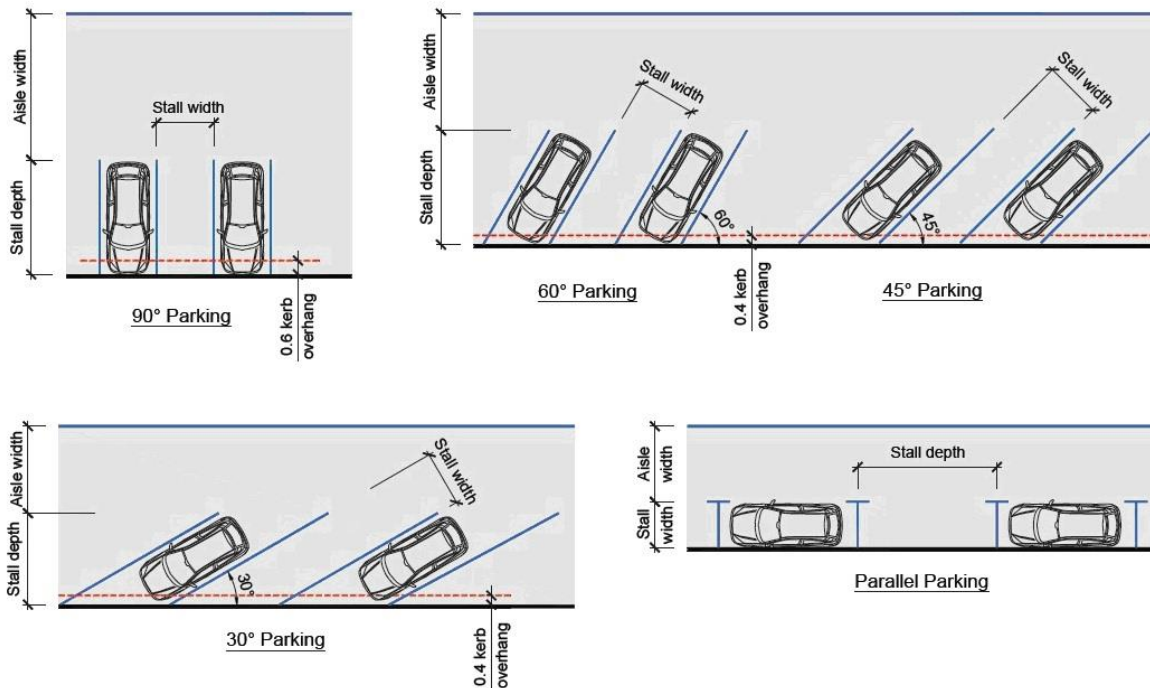 Aisle width
Stall depth
Stall width
0.6 kerb
overhang
90° Parking
Aisle width
Stall depth
Stall width
60°
Stall width
45°
0.4 kerb
overhang
60° Parking
45° Parking
Aisle width
Stall depth
Stall width
30°
0.4 kerb
overhang
30° Parking
Aisle
width
Stall
width
Stall depth
Parallel Parking